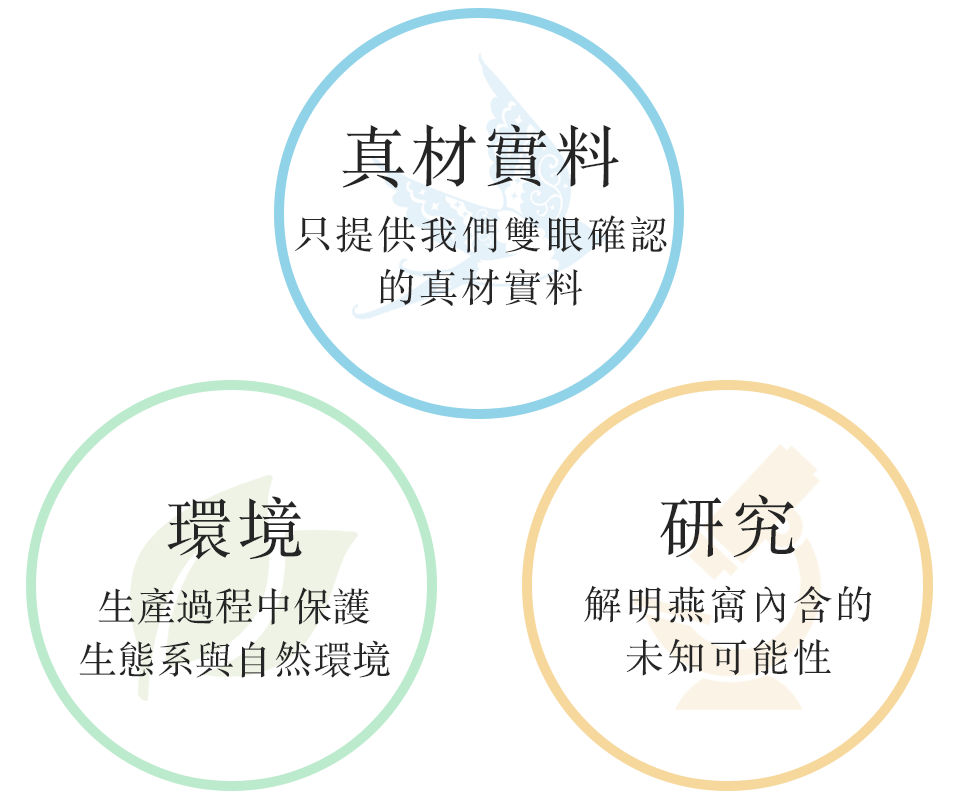 真材實料
只提供我們雙眼確認
的真材實料
環境
生產過程中保護
生態系與自然環境
研究
解明燕窩內含的
未知可能性